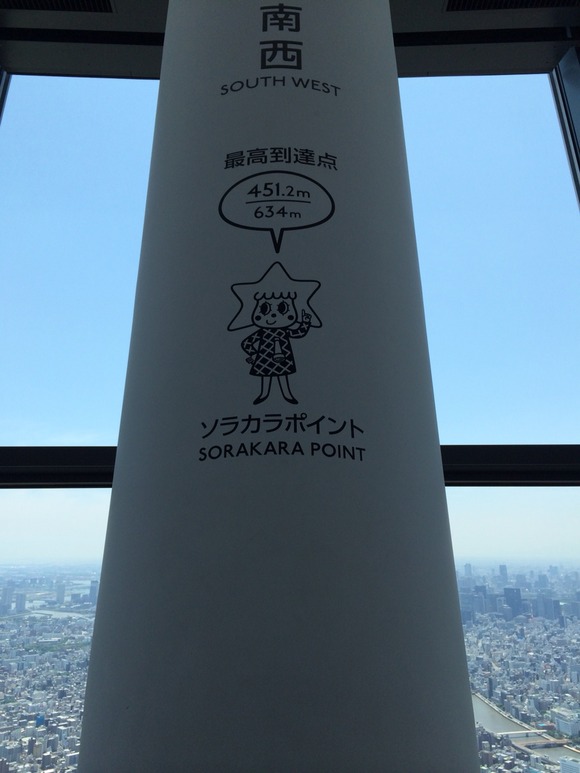 南
西
SOUTH WEST
最高到達点
451.2m
634m
ソラカラポイント
SORAKARA POINT